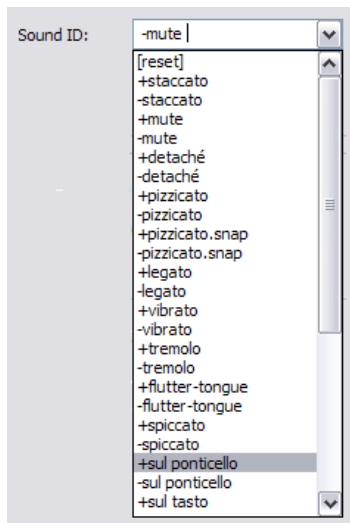 Sound ID: -mute
[reset]
+staccato
-staccato
+mute
-mute
+detaché
-detaché
+pizzicato
-pizzicato
+pizzicato.snap
-pizzicato.snap
+legato
-legato
+vibrato
-vibrato
+tremolo
-tremolo
+flutter-tongue
-flutter-tongue
+spiccato
-spiccato
+sul ponticello
-sul ponticello
+sul tasto